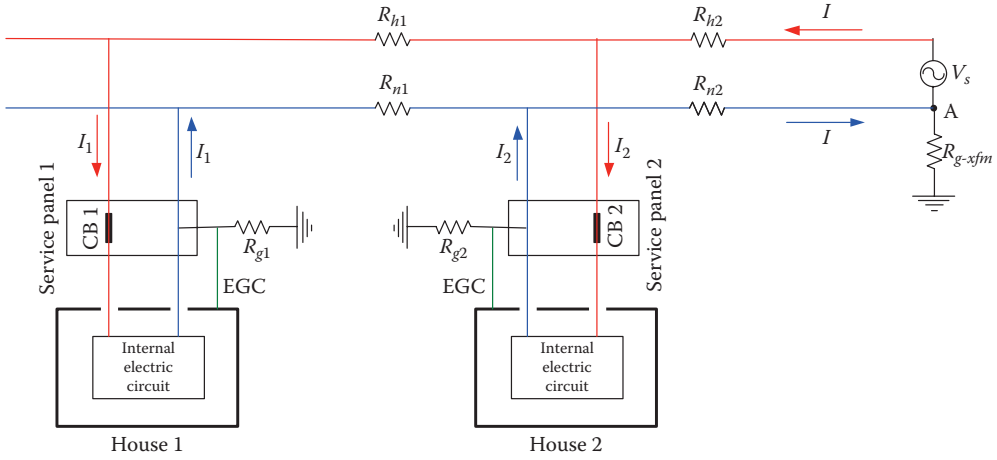 R_h1
R_h2
I
R_n1
R_n2
V_s
A
I
R_g-xfm
I_1
I_1
I_2
I_2
Service panel 1
CB 1
R_g1
EGC
R_g2
EGC
CB 2
Service panel 2
Internal
electric
circuit
Internal
electric
circuit
House 1
House 2